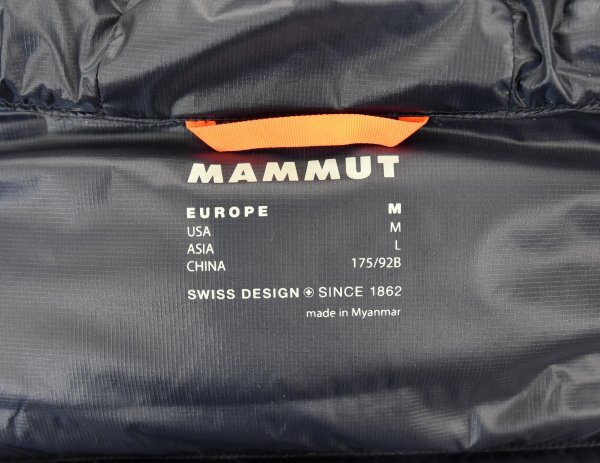 MAMMUT
EUROPE M
USA M
ASIA L
CHINA 175/92B
SWISS DESIGN + SINCE 1862
made in Myanmar